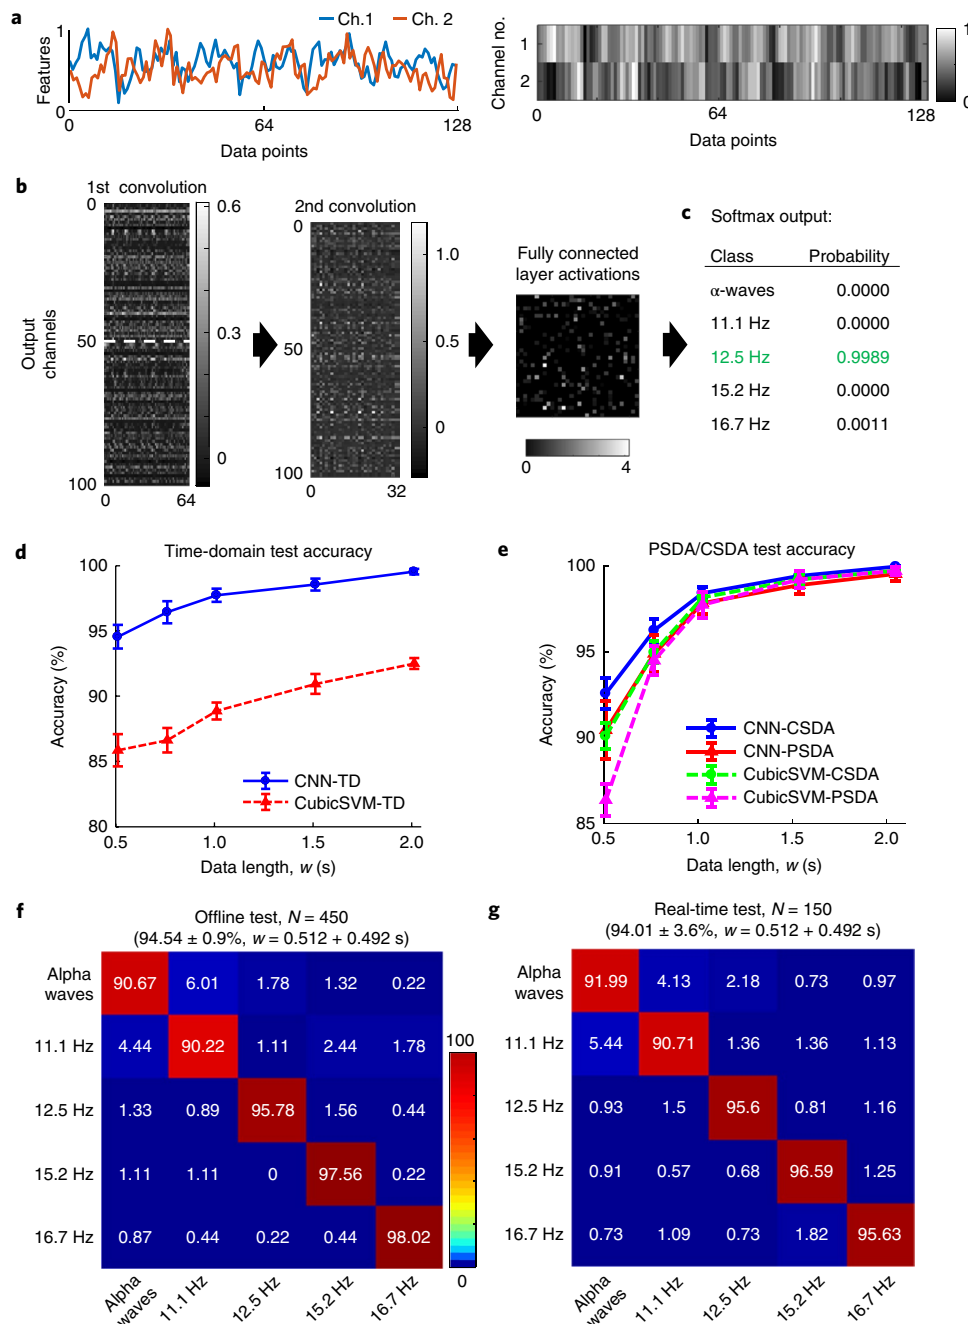 a
Ch.1 Ch. 2
Features
1
0
0 64 128
Data points
Channel no.
1
2
0 64 128
Data points
1
0
b
1st convolution
0
50
100
Output channels
0 64
0.6
0.3
0
2nd convolution
0
50
100
0 32
1.0
0.5
0
Fully connected
layer activations
0 4
c Softmax output:
Class Probability
α-waves 0.0000
11.1 Hz 0.0000
12.5 Hz 0.9989
15.2 Hz 0.0000
16.7 Hz 0.0011
d
Time-domain test accuracy
Accuracy (%)
100
95
90
85
80
CNN-TD
CubicSVM-TD
0.5 1.0 1.5 2.0
Data length, w (s)
e
PSDA/CSDA test accuracy
Accuracy (%)
100
95
90
85
CNN-CSDA
CNN-PSDA
CubicSVM-CSDA
CubicSVM-PSDA
0.5 1.0 1.5 2.0
Data length, w (s)
f
Offline test, N = 450
(94.54 ± 0.9%, w = 0.512 + 0.492 s)
Alpha waves 90.67 6.01 1.78 1.32 0.22
11.1 Hz 4.44 90.22 1.11 2.44 1.78
12.5 Hz 1.33 0.89 95.78 1.56 0.44
15.2 Hz 1.11 1.11 0 97.56 0.22
16.7 Hz 0.87 0.44 0.22 0.44 98.02
Alpha waves 11.1 Hz 12.5 Hz 15.2 Hz 16.7 Hz
100
0
g
Real-time test, N = 150
(94.01 ± 3.6%, w = 0.512 + 0.492 s)
Alpha waves 91.99 4.13 2.18 0.73 0.97
11.1 Hz 5.44 90.71 1.36 1.36 1.13
12.5 Hz 0.93 1.5 95.6 0.81 1.16
15.2 Hz 0.91 0.57 0.68 96.59 1.25
16.7 Hz 0.73 1.09 0.73 1.82 95.63
Alpha waves 11.1 Hz 12.5 Hz 15.2 Hz 16.7 Hz